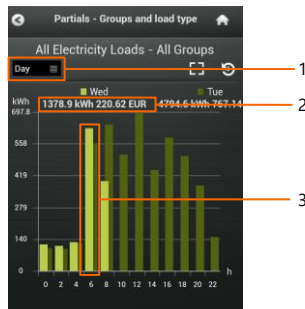 Partials - Groups and load type
All Electricity Loads - All Groups
Day
1
Wed Tue
kWh 1378.9 kWh 220.62 EUR 4794.6 kWh 767.14
2
697.8
558
419
3
279
140
0
0 2 4 6 8 10 12 14 16 18 20 22 h